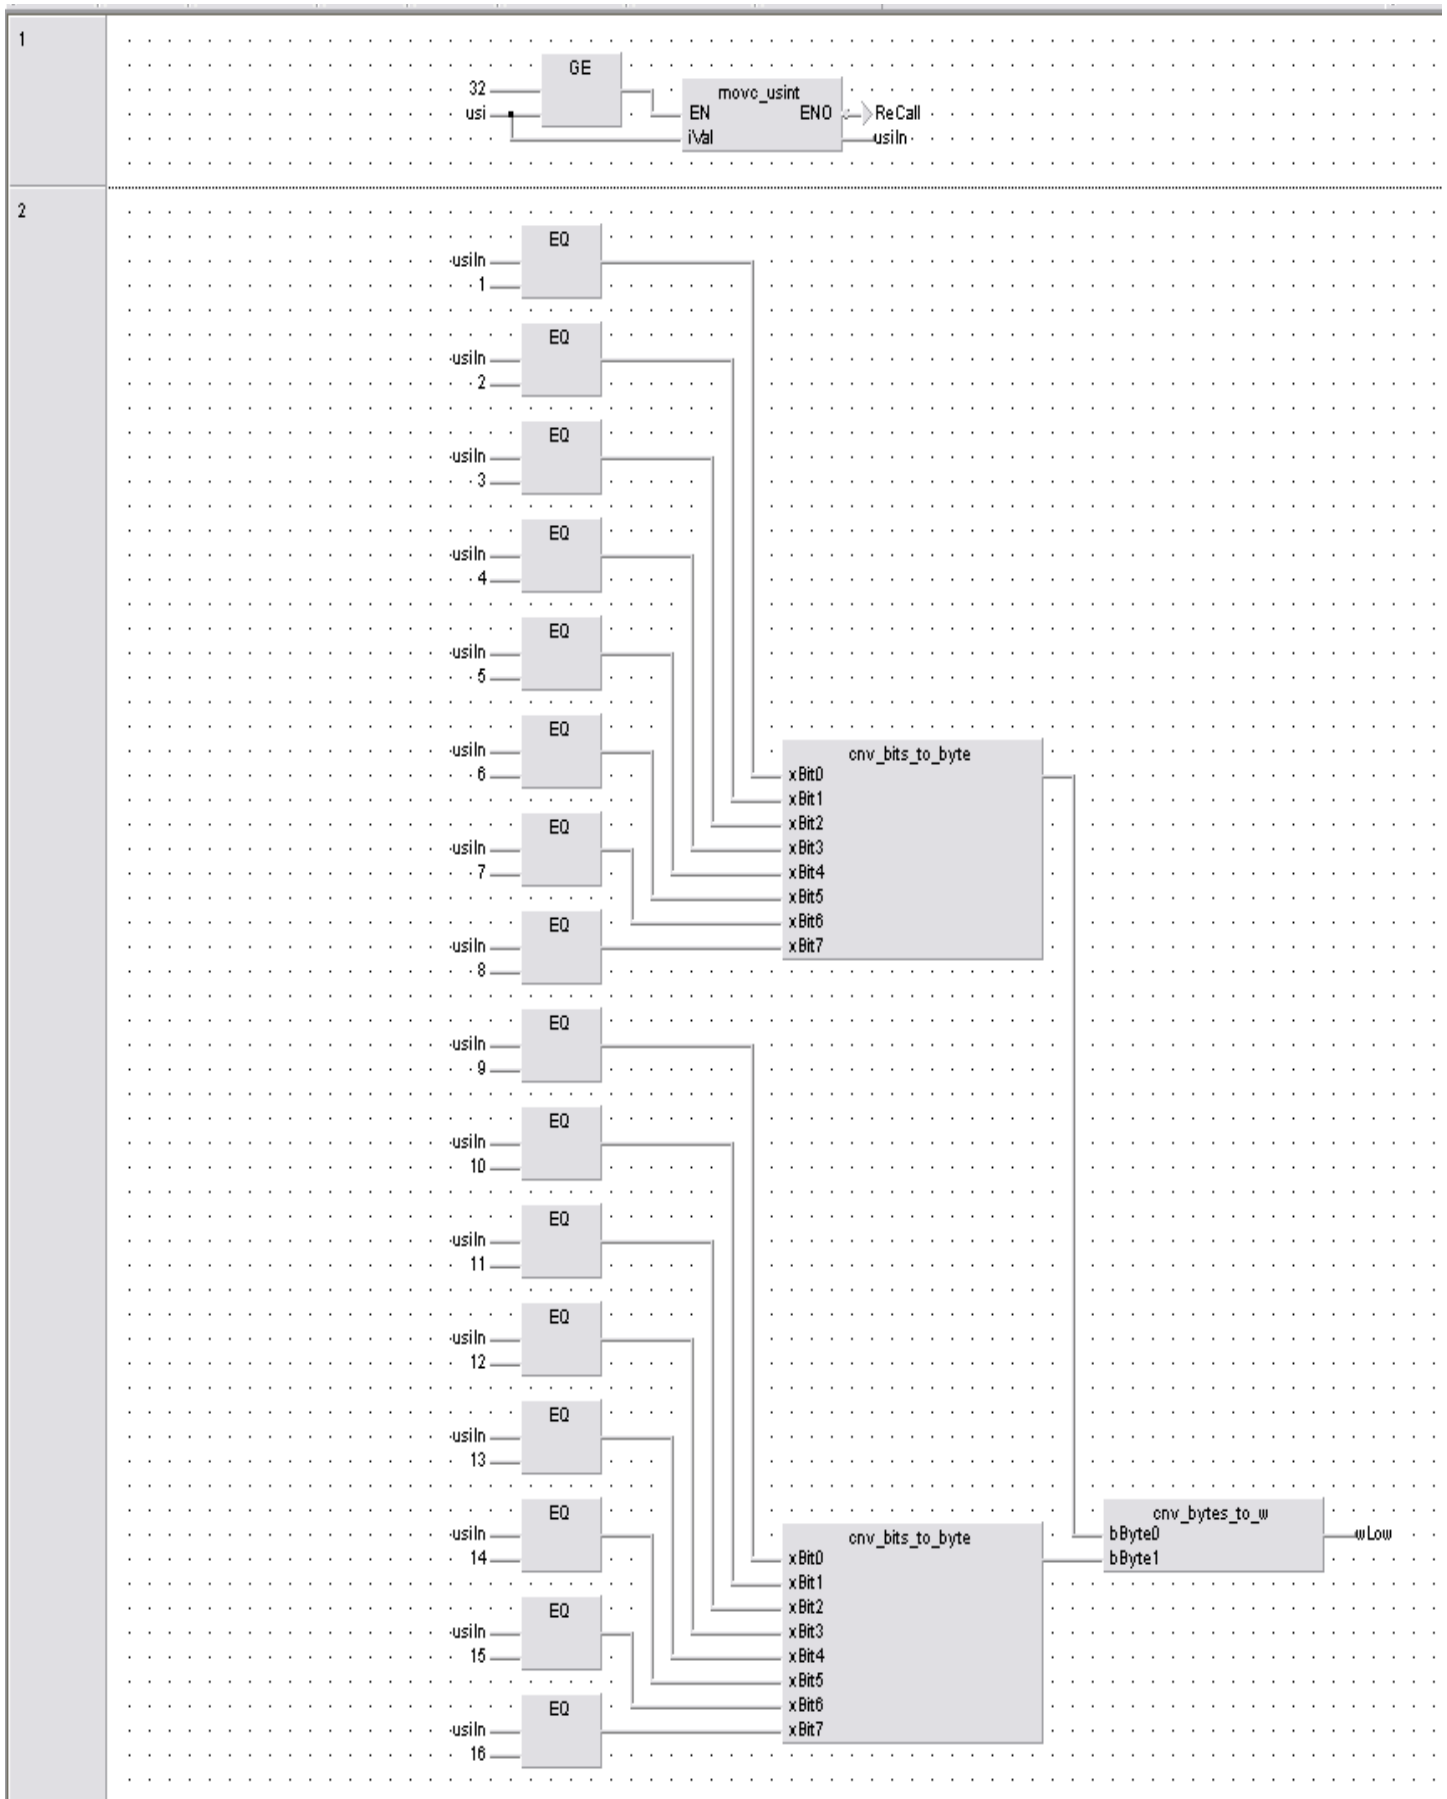 1
GE
32
usi
movc_usint
EN ENO ReCall
iVal usiIn
2
EQ
usiIn
1
EQ
usiIn
2
EQ
usiIn
3
EQ
usiIn
4
EQ
usiIn
5
EQ
usiIn
6
EQ
usiIn
7
EQ
usiIn
8
cnv_bits_to_byte
xBit0
xBit1
xBit2
xBit3
xBit4
xBit5
xBit6
xBit7
EQ
usiIn
9
EQ
usiIn
10
EQ
usiIn
11
EQ
usiIn
12
EQ
usiIn
13
EQ
usiIn
14
EQ
usiIn
15
EQ
usiIn
16
cnv_bits_to_byte
xBit0
xBit1
xBit2
xBit3
xBit4
xBit5
xBit6
xBit7
cnv_bytes_to_w
bByte0 wLow
bByte1